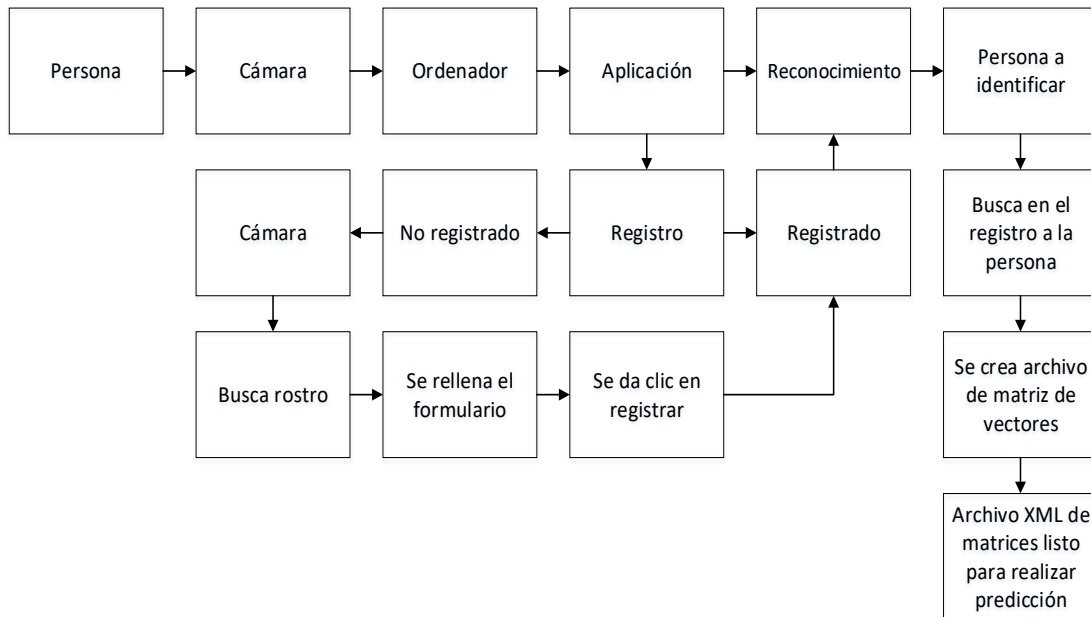 Persona
Cámara
Ordenador
Aplicación
Reconocimiento
Persona a
identificar
Cámara
No registrado
Registro
Registrado
Busca en el
registro a la
persona
Busca rostro
Se rellena el
formulario
Se da clic en
registrar
Se crea archivo
de matriz de
vectores
Archivo XML de
matrices listo
para realizar
predicción